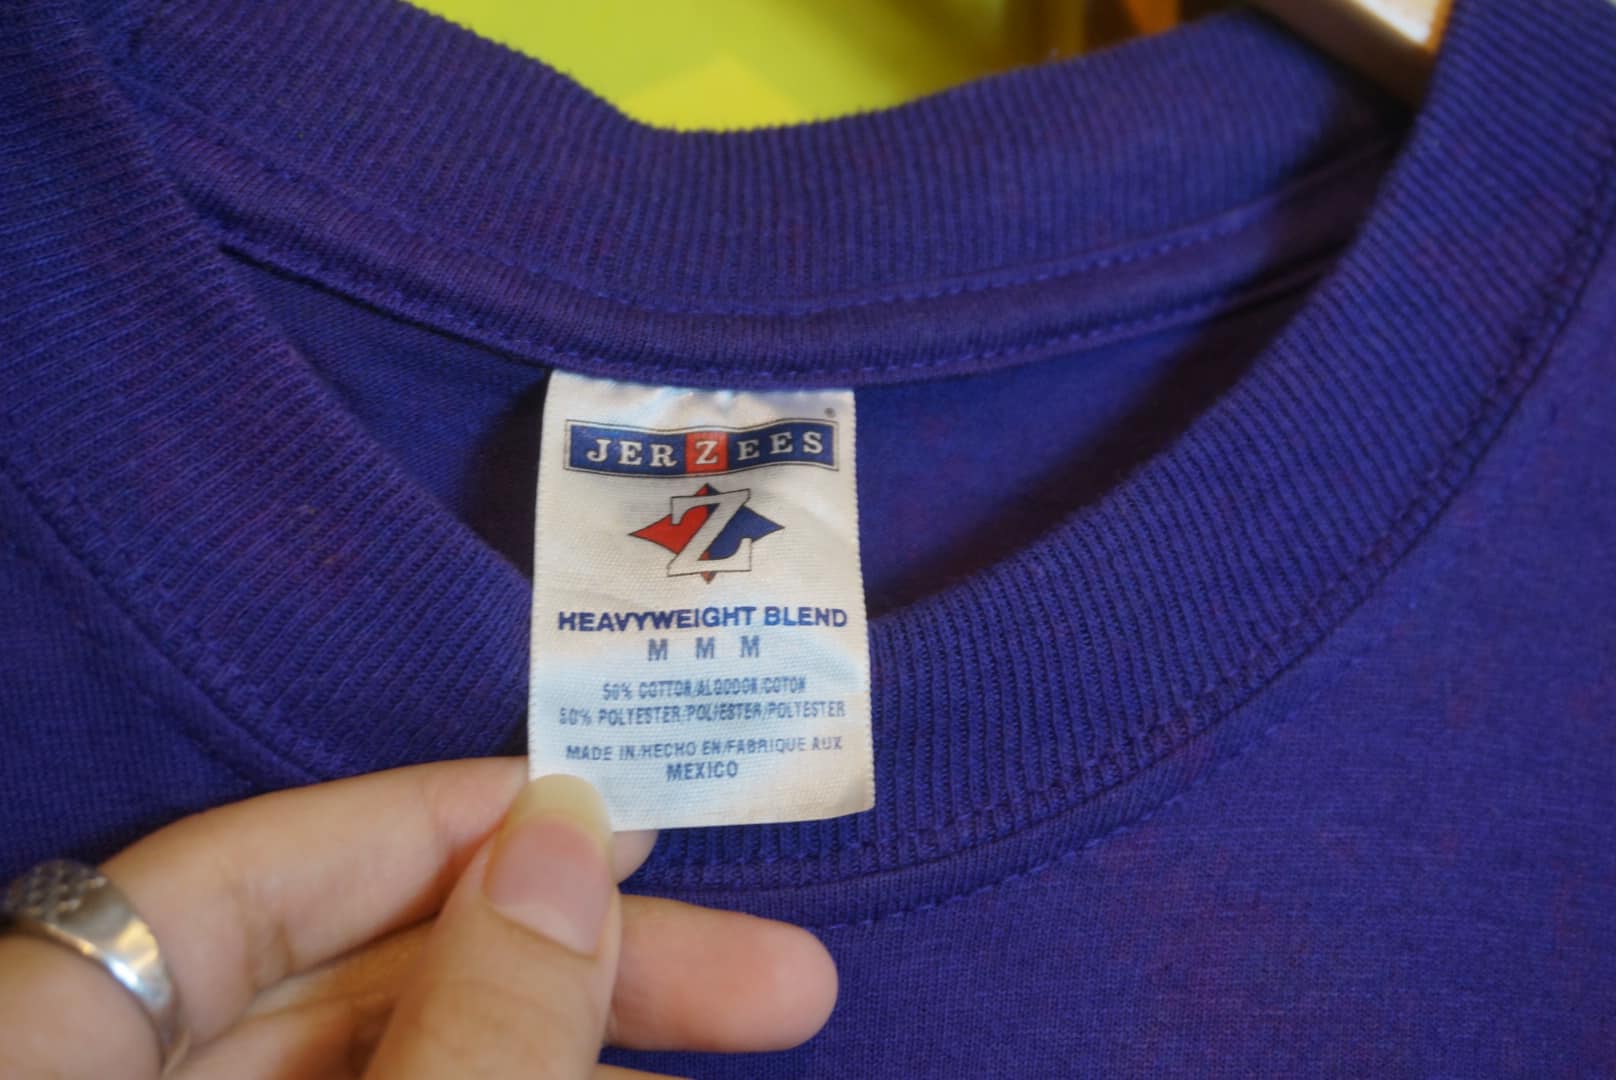 JERZEES®
Z
HEAVYWEIGHT BLEND
M M M
50% COTTON/ALGODON/COTON
50% POLYESTER/POLIESTER/POLYESTER
MADE IN/HECHO EN/FABRIQUE AUX
MEXICO